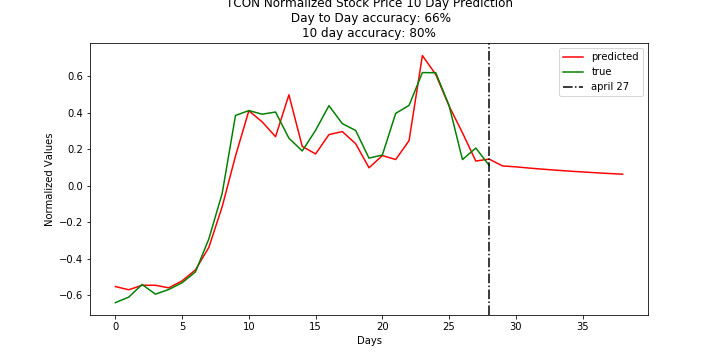 TCON Normalized Stock Price 10 Day Prediction
Day to Day accuracy: 66%
10 day accuracy: 80%
predicted
true
april 27
Normalized Values
0.6
0.4
0.2
0.0
−0.2
−0.4
−0.6
0 5 10 15 20 25 30 35
Days